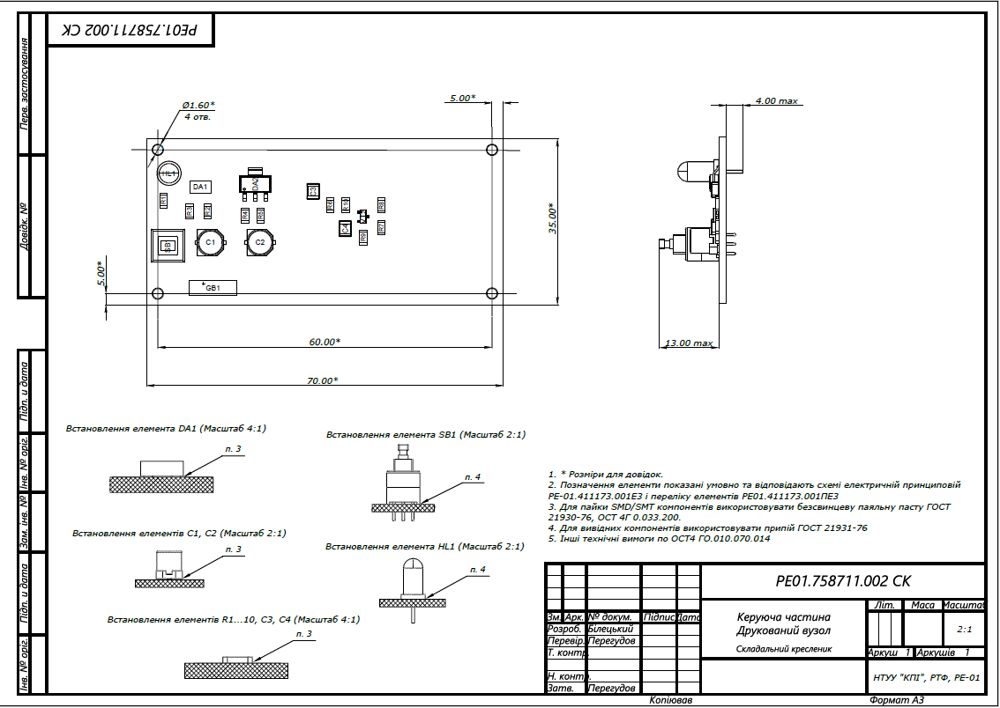 РЕ01.758711.002 СК
Перв. застосування
Довідк. №
Підп. и дата
Інв. № оріг.
Зам. інв. №
Підп. и дата
Інв. № оріг.
Ø1.60*
4 отв.
5.00*
4.00 max
HL1
DA1
DA2
C3
R1
R3
R2
R4
R5
R6
R10
R8
C4
R9
R7
SB1
C1
C2
+
GB1
35.00*
5.00*
60.00*
70.00*
13.00 max
Встановлення елемента DA1 (Масштаб 4:1)
п. 3
Встановлення елемента SB1 (Масштаб 2:1)
п. 4
Встановлення елементів C1, C2 (Масштаб 2:1)
п. 3
Встановлення елемента HL1 (Масштаб 2:1)
п. 4
Встановлення елементів R1...10, C3, C4 (Масштаб 4:1)
п. 3
1. * Розміри для довідок.
2. Позначення елементи показані умовно та відповідають схемі електричній принциповій
РЕ-01.411173.001Е3 і переліку елементів РЕ01.411173.001ПЕ3
3. Для пайки SMD/SMT компонентів використовувати безсвинцеву паяльну пасту ГОСТ
21930-76, ОСТ 4Г 0.033.200.
4. Для вивідних компонентів використовувати припій ГОСТ 21931-76
5. Інші технічні вимоги по ОСТ4 ГО.010.070.014
РЕ01.758711.002 СК
Зм. Арк. № докум. Підпис Дата
Розроб. Білецький
Перевір. Перегудов
Т. контр.
Н. контр.
Затв. Перегудов
Керуюча частина
Друкований вузол
Складальний кресленик
Літ. Маса Масштаб
2:1
Аркуш 1 Аркушів 1
НТУУ "КПІ", РТФ, РЕ-01
Копіював
Формат А3